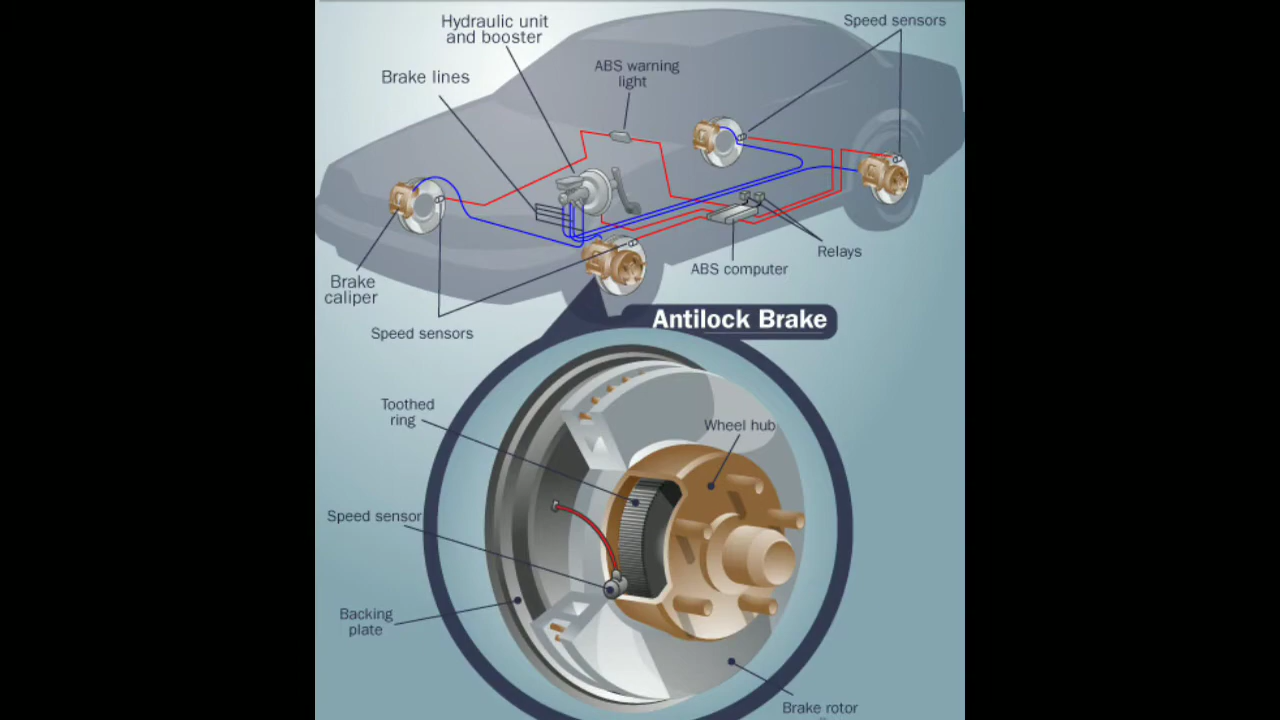 Hydraulic unit
and booster
Speed sensors
ABS warning
light
Brake lines
Relays
ABS computer
Brake
caliper
Speed sensors
Antilock Brake
Toothed
ring
Wheel hub
Speed sensor
Backing
plate
Brake rotor